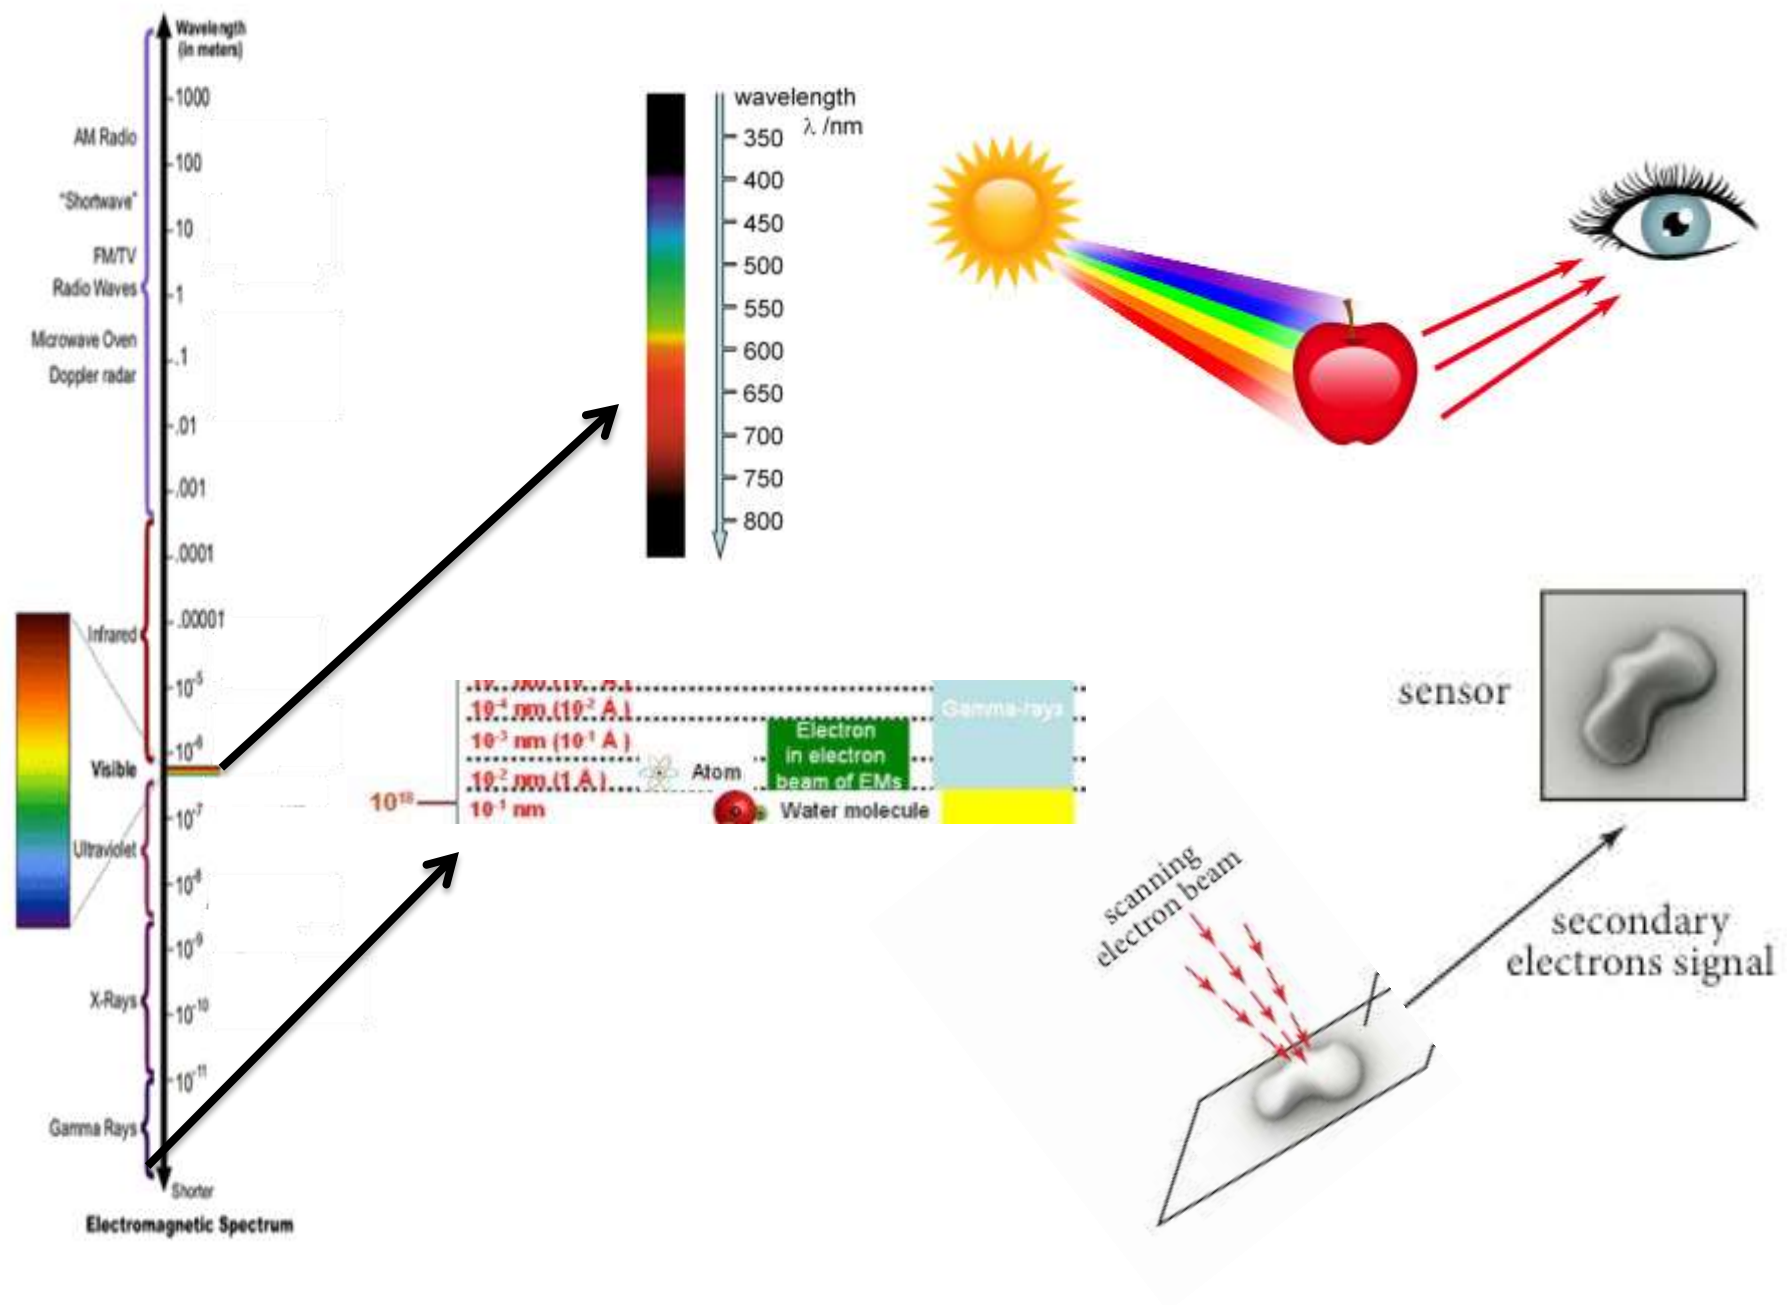 Wavelength
(in meters)
1000
AM Radio
100
"Shortwave"
10
FM/TV
Radio Waves
1
Microwave Oven
.1
Doppler radar
.01
.001
.0001
.00001
Infrared
10⁻⁵
10⁻⁶
Visible
10⁻⁷
Ultraviolet
10⁻⁸
10⁻⁹
X-Rays
10⁻¹⁰
10⁻¹¹
Gamma Rays
Shorter
Electromagnetic Spectrum
wavelength
λ /nm
350
400
450
500
550
600
650
700
750
800
10⁻⁴ nm (10⁻² Å)
10⁻³ nm (10⁻¹ Å)
10⁻² nm (1 Å)
10⁻¹ nm
10¹⁸
Atom
Water molecule
Electron
in electron
beam of EMs
Gamma-rays
sensor
scanning
electron beam
secondary
electrons signal